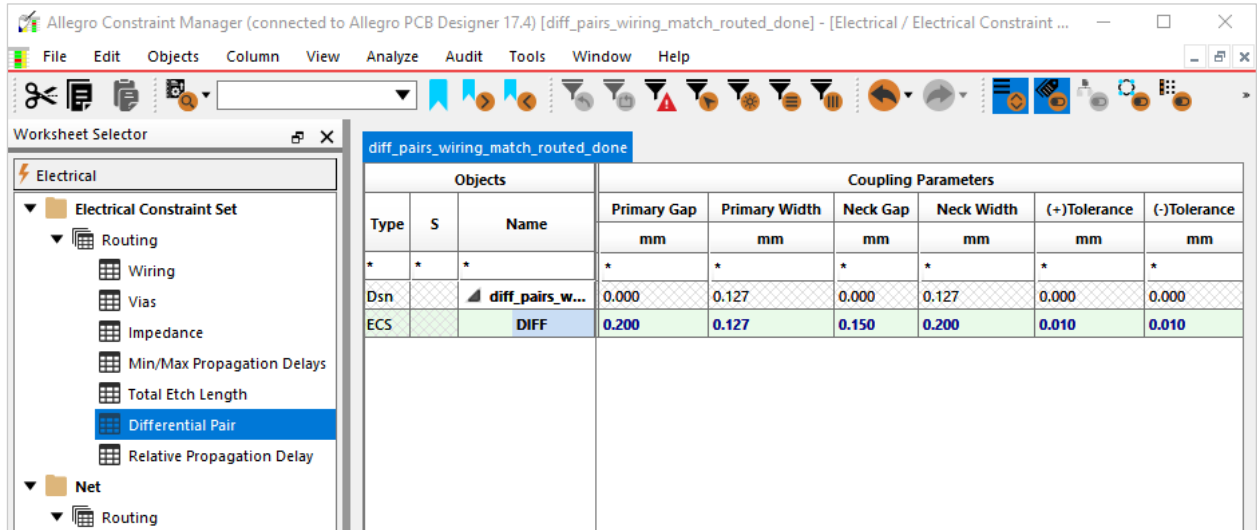 Allegro Constraint Manager (connected to Allegro PCB Designer 17.4) [diff_pairs_wiring_match_routed_done] - [Electrical / Electrical Constraint ...
File Edit Objects Column View Analyze Audit Tools Window Help
Worksheet Selector
Electrical
Electrical Constraint Set
Routing
Wiring
Vias
Impedance
Min/Max Propagation Delays
Total Etch Length
Differential Pair
Relative Propagation Delay
Net
Routing
diff_pairs_wiring_match_routed_done
Objects Coupling Parameters
Type S Name Primary Gap Primary Width Neck Gap Neck Width (+)Tolerance (-)Tolerance
mm mm mm mm mm mm
* * * * * * * * *
Dsn diff_pairs_w... 0.000 0.127 0.000 0.127 0.000 0.000
ECS DIFF 0.200 0.127 0.150 0.200 0.010 0.010